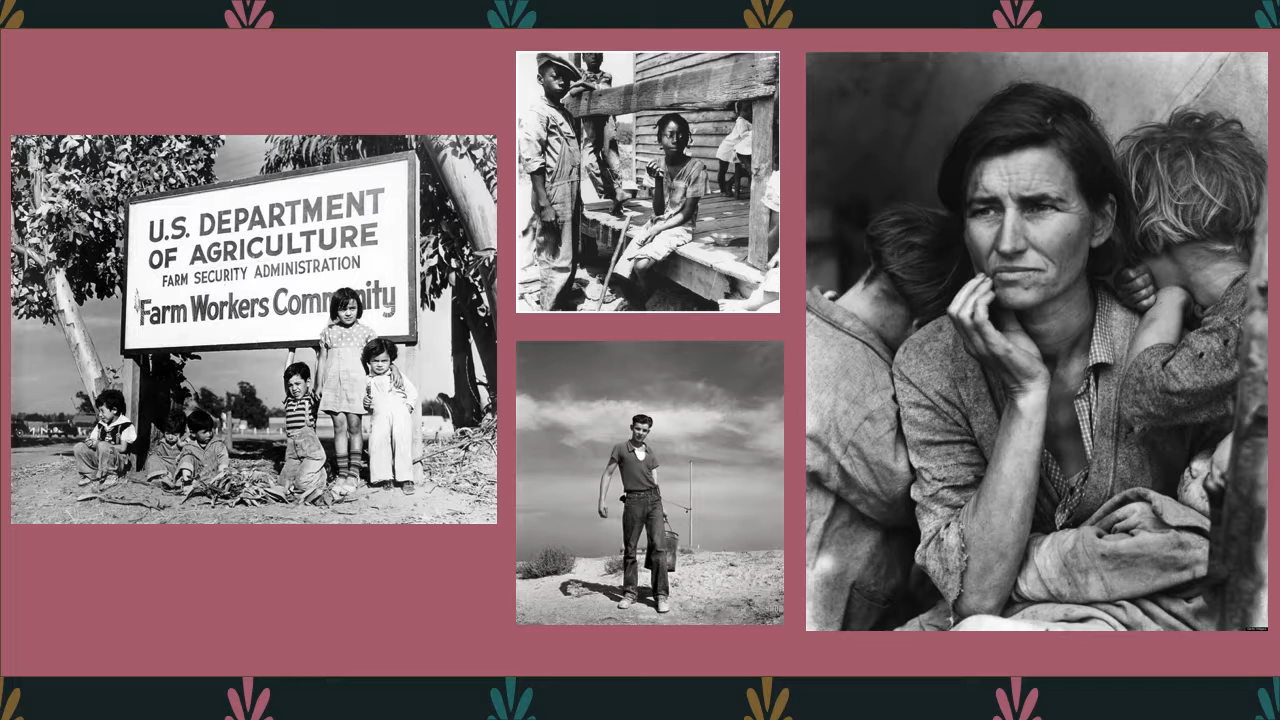 U.S. DEPARTMENT
OF AGRICULTURE
FARM SECURITY ADMINISTRATION
Farm Workers Community